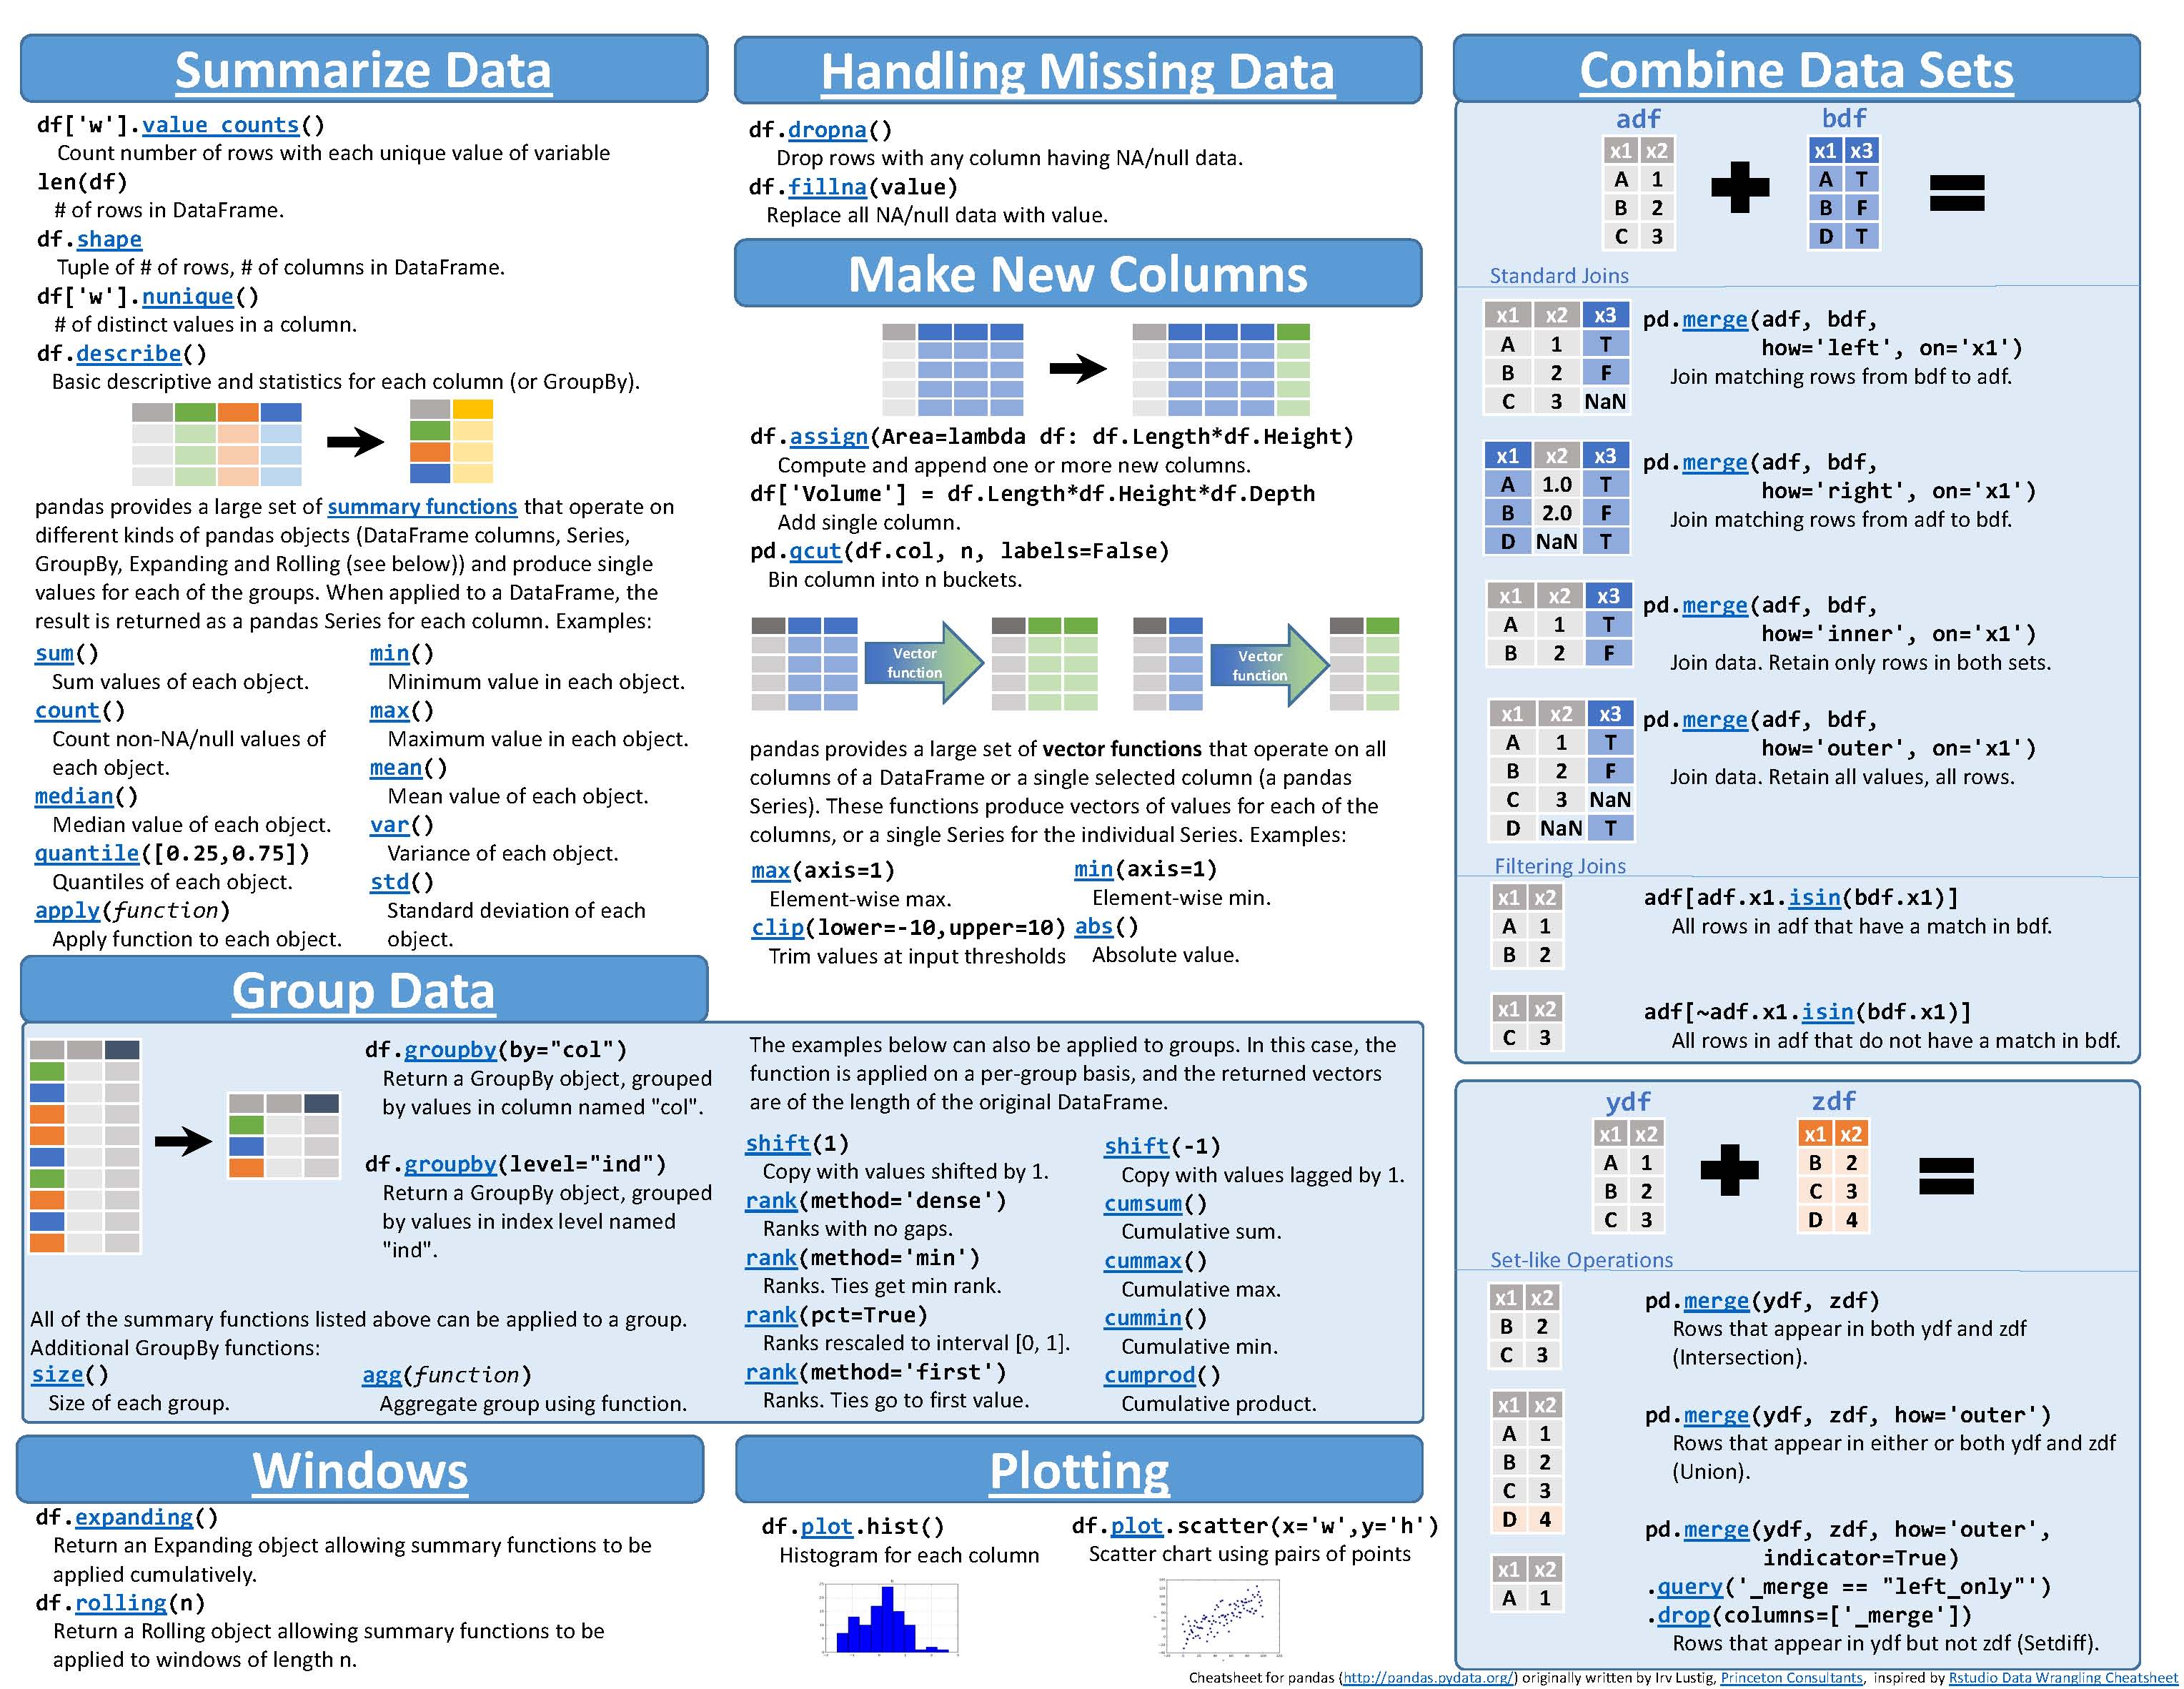 Summarize Data
df['w'].value_counts()
Count number of rows with each unique value of variable
len(df)
# of rows in DataFrame.
df.shape
Tuple of # of rows, # of columns in DataFrame.
df['w'].nunique()
# of distinct values in a column.
df.describe()
Basic descriptive and statistics for each column (or GroupBy).
pandas provides a large set of summary functions that operate on
different kinds of pandas objects (DataFrame columns, Series,
GroupBy, Expanding and Rolling (see below)) and produce single
values for each of the groups. When applied to a DataFrame, the
result is returned as a pandas Series for each column. Examples:
sum()
Sum values of each object.
count()
Count non-NA/null values of
each object.
median()
Median value of each object.
quantile([0.25,0.75])
Quantiles of each object.
apply(function)
Apply function to each object.
min()
Minimum value in each object.
max()
Maximum value in each object.
mean()
Mean value of each object.
var()
Variance of each object.
std()
Standard deviation of each
object.
Group Data
df.groupby(by="col")
Return a GroupBy object, grouped
by values in column named "col".
df.groupby(level="ind")
Return a GroupBy object, grouped
by values in index level named
"ind".
All of the summary functions listed above can be applied to a group.
Additional GroupBy functions:
size()
Size of each group.
agg(function)
Aggregate group using function.
Windows
df.expanding()
Return an Expanding object allowing summary functions to be
applied cumulatively.
df.rolling(n)
Return a Rolling object allowing summary functions to be
applied to windows of length n.
Handling Missing Data
df.dropna()
Drop rows with any column having NA/null data.
df.fillna(value)
Replace all NA/null data with value.
Make New Columns
df.assign(Area=lambda df: df.Length*df.Height)
Compute and append one or more new columns.
df['Volume'] = df.Length*df.Height*df.Depth
Add single column.
pd.qcut(df.col, n, labels=False)
Bin column into n buckets.
Vector
function
Vector
function
pandas provides a large set of vector functions that operate on all
columns of a DataFrame or a single selected column (a pandas
Series). These functions produce vectors of values for each of the
columns, or a single Series for the individual Series. Examples:
max(axis=1)
Element-wise max.
clip(lower=-10,upper=10)
Trim values at input thresholds
min(axis=1)
Element-wise min.
abs()
Absolute value.
The examples below can also be applied to groups. In this case, the
function is applied on a per-group basis, and the returned vectors
are of the length of the original DataFrame.
shift(1)
Copy with values shifted by 1.
rank(method='dense')
Ranks with no gaps.
rank(method='min')
Ranks. Ties get min rank.
rank(pct=True)
Ranks rescaled to interval [0, 1].
rank(method='first')
Ranks. Ties go to first value.
shift(-1)
Copy with values lagged by 1.
cumsum()
Cumulative sum.
cummax()
Cumulative max.
cummin()
Cumulative min.
cumprod()
Cumulative product.
Plotting
df.plot.hist()
Histogram for each column
df.plot.scatter(x='w',y='h')
Scatter chart using pairs of points
Combine Data Sets
adf
x1 x2
A 1
B 2
C 3
bdf
x1 x3
A T
B F
D T
Standard Joins
x1 x2 x3
A 1 T
B 2 F
C 3 NaN
pd.merge(adf, bdf,
how='left', on='x1')
Join matching rows from bdf to adf.
x1 x2 x3
A 1.0 T
B 2.0 F
D NaN T
pd.merge(adf, bdf,
how='right', on='x1')
Join matching rows from adf to bdf.
x1 x2 x3
A 1 T
B 2 F
pd.merge(adf, bdf,
how='inner', on='x1')
Join data. Retain only rows in both sets.
x1 x2 x3
A 1 T
B 2 F
C 3 NaN
D NaN T
pd.merge(adf, bdf,
how='outer', on='x1')
Join data. Retain all values, all rows.
Filtering Joins
x1 x2
A 1
B 2
adf[adf.x1.isin(bdf.x1)]
All rows in adf that have a match in bdf.
x1 x2
C 3
adf[~adf.x1.isin(bdf.x1)]
All rows in adf that do not have a match in bdf.
ydf
x1 x2
A 1
B 2
C 3
zdf
x1 x2
B 2
C 3
D 4
Set-like Operations
x1 x2
B 2
C 3
pd.merge(ydf, zdf)
Rows that appear in both ydf and zdf
(Intersection).
x1 x2
A 1
B 2
C 3
D 4
pd.merge(ydf, zdf, how='outer')
Rows that appear in either or both ydf and zdf
(Union).
x1 x2
A 1
pd.merge(ydf, zdf, how='outer',
indicator=True)
.query('_merge == "left_only"')
.drop(columns=['_merge'])
Rows that appear in ydf but not zdf (Setdiff).
Cheatsheet for pandas (http://pandas.pydata.org/) originally written by Irv Lustig, Princeton Consultants, inspired by Rstudio Data Wrangling Cheatsheet